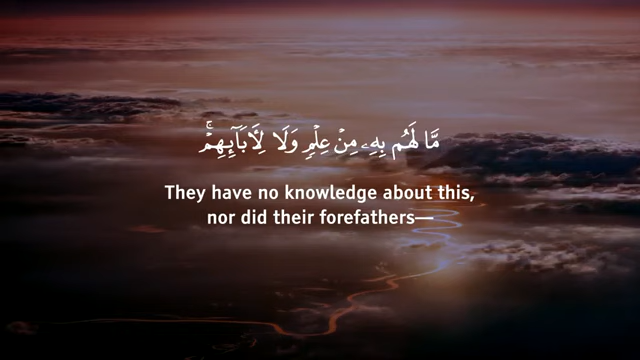 مَّا لَهُم بِهِۦ مِنْ عِلْمٍ وَلَا لِأَبَآئِهِمْ ۚ
They have no knowledge about this,
nor did their forefathers—